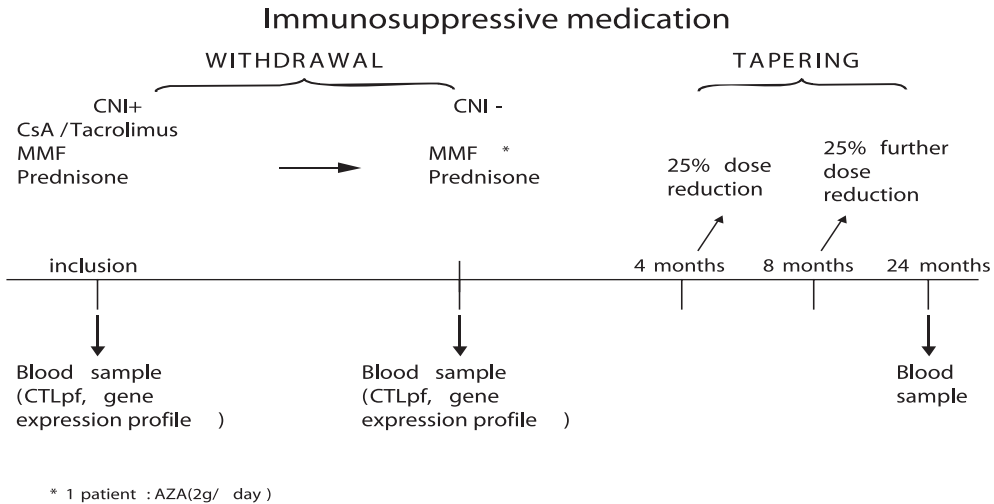 Immunosuppressive medication
WITHDRAWAL
TAPERING
CNI+
CsA /Tacrolimus
MMF
Prednisone
CNI -
MMF *
Prednisone
25% dose
reduction
25% further
dose
reduction
inclusion
4 months
8 months
24 months
Blood sample
(CTLpf, gene
expression profile )
Blood sample
(CTLpf, gene
expression profile )
Blood
sample
* 1 patient : AZA(2g/ day )